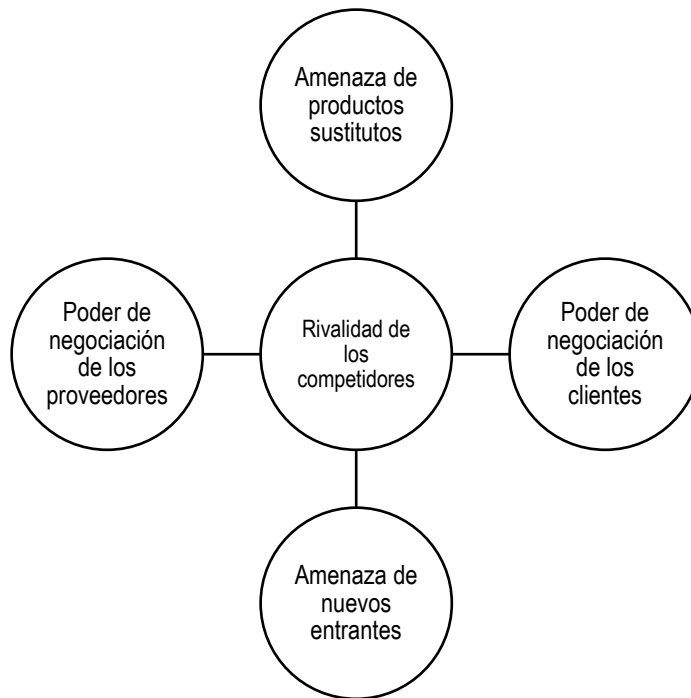 Amenaza de
productos
sustitutos
Poder de
negociación
de los
proveedores
Rivalidad de
los
competidores
Poder de
negociación
de los
clientes
Amenaza de
nuevos
entrantes